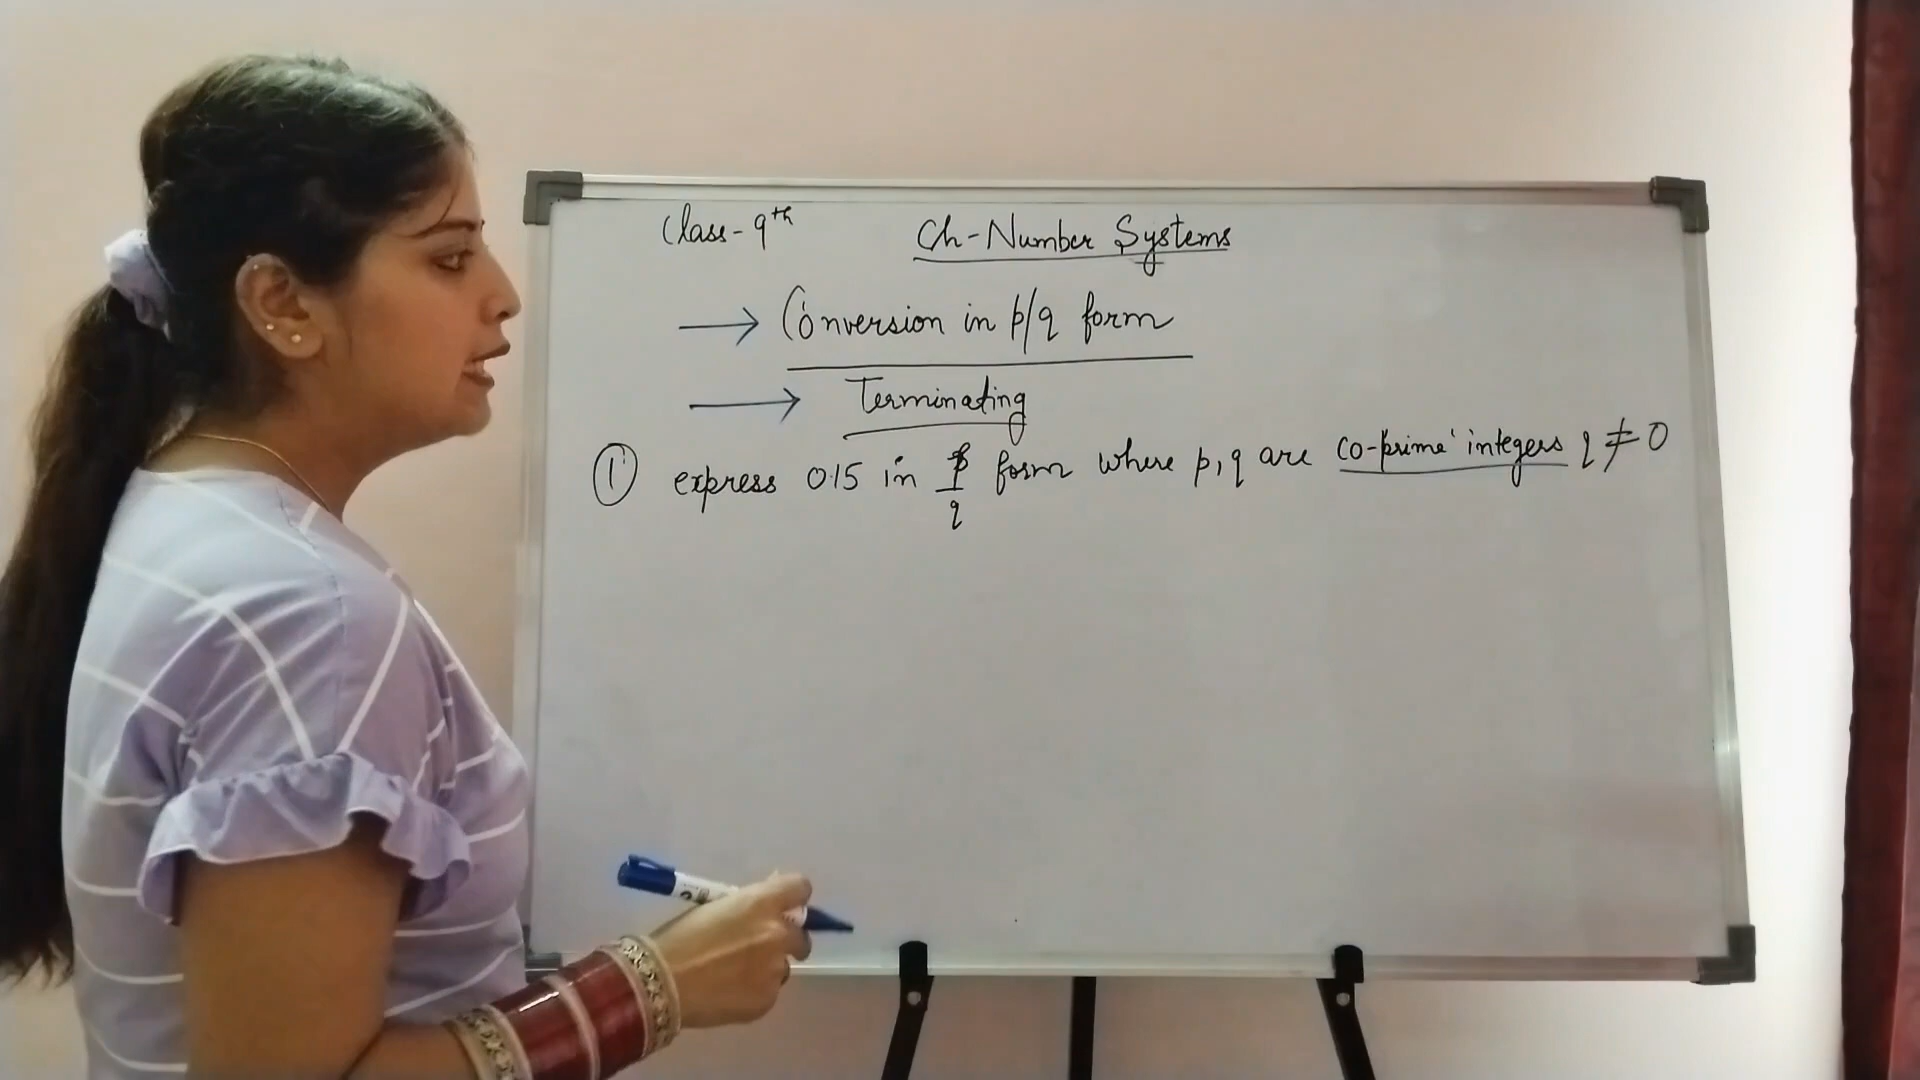 Class-9th Ch-Number Systems
→ Conversion in p/q form
→ Terminating
① express 0.15 in p/q form where p, q are co-prime integers q ≠ 0